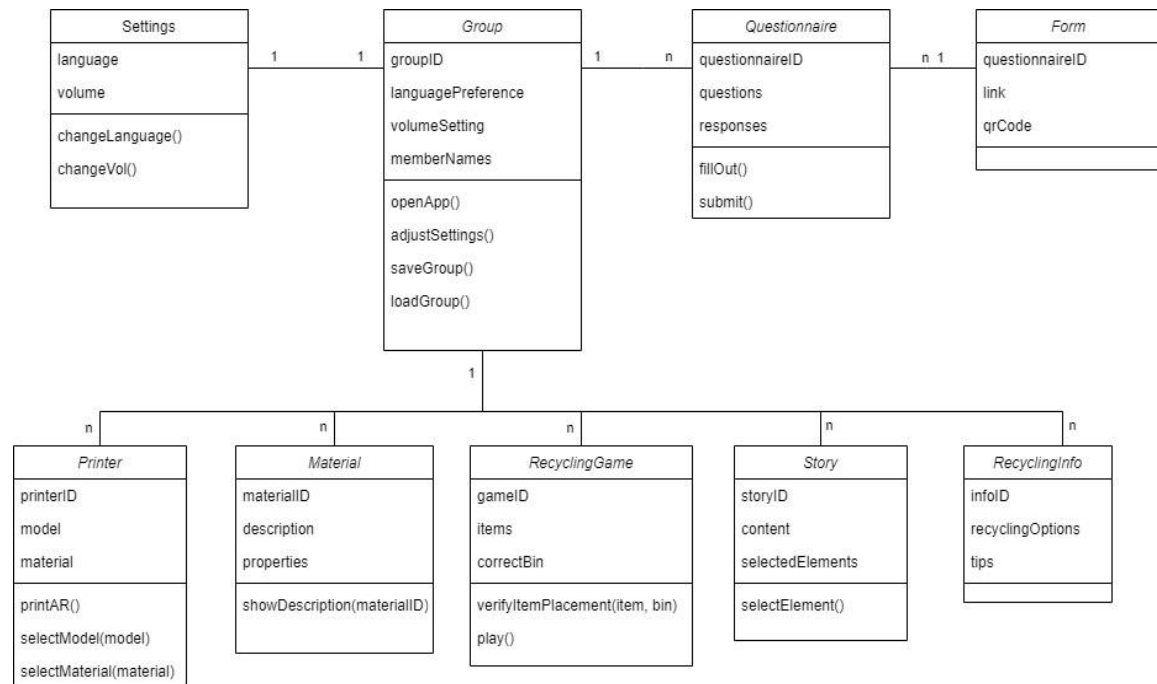 Settings
language
volume
changeLanguage()
changeVol()
1
1
Group
groupID
languagePreference
volumeSetting
memberNames
openApp()
adjustSettings()
saveGroup()
loadGroup()
1
n
Questionnaire
questionnaireID
questions
responses
fillOut()
submit()
n 1
Form
questionnaireID
link
qrCode
1
n
Printer
printerID
model
material
printAR()
selectModel(model)
selectMaterial(material)
n
Material
materialID
description
properties
showDescription(materialID)
n
RecyclingGame
gameID
items
correctBin
verifyItemPlacement(item, bin)
play()
n
Story
storyID
content
selectedElements
selectElement()
n
RecyclingInfo
infoID
recyclingOptions
tips